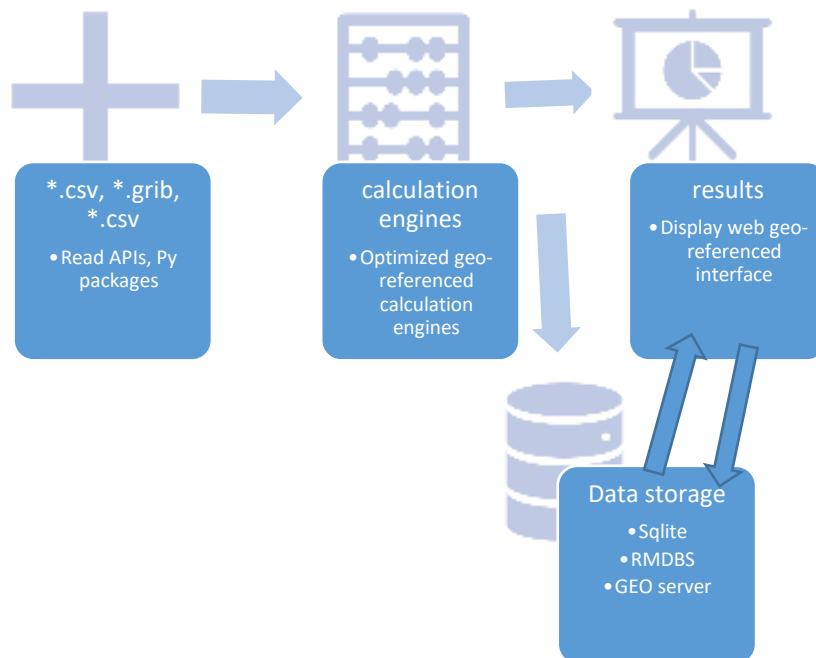 *.csv, *.grib,
*.csv
•Read APIs, Py
packages
calculation
engines
•Optimized geo-
referenced
calculation
engines
results
•Display web geo-
referenced
interface
Data storage
•Sqlite
•RMDBS
•GEO server